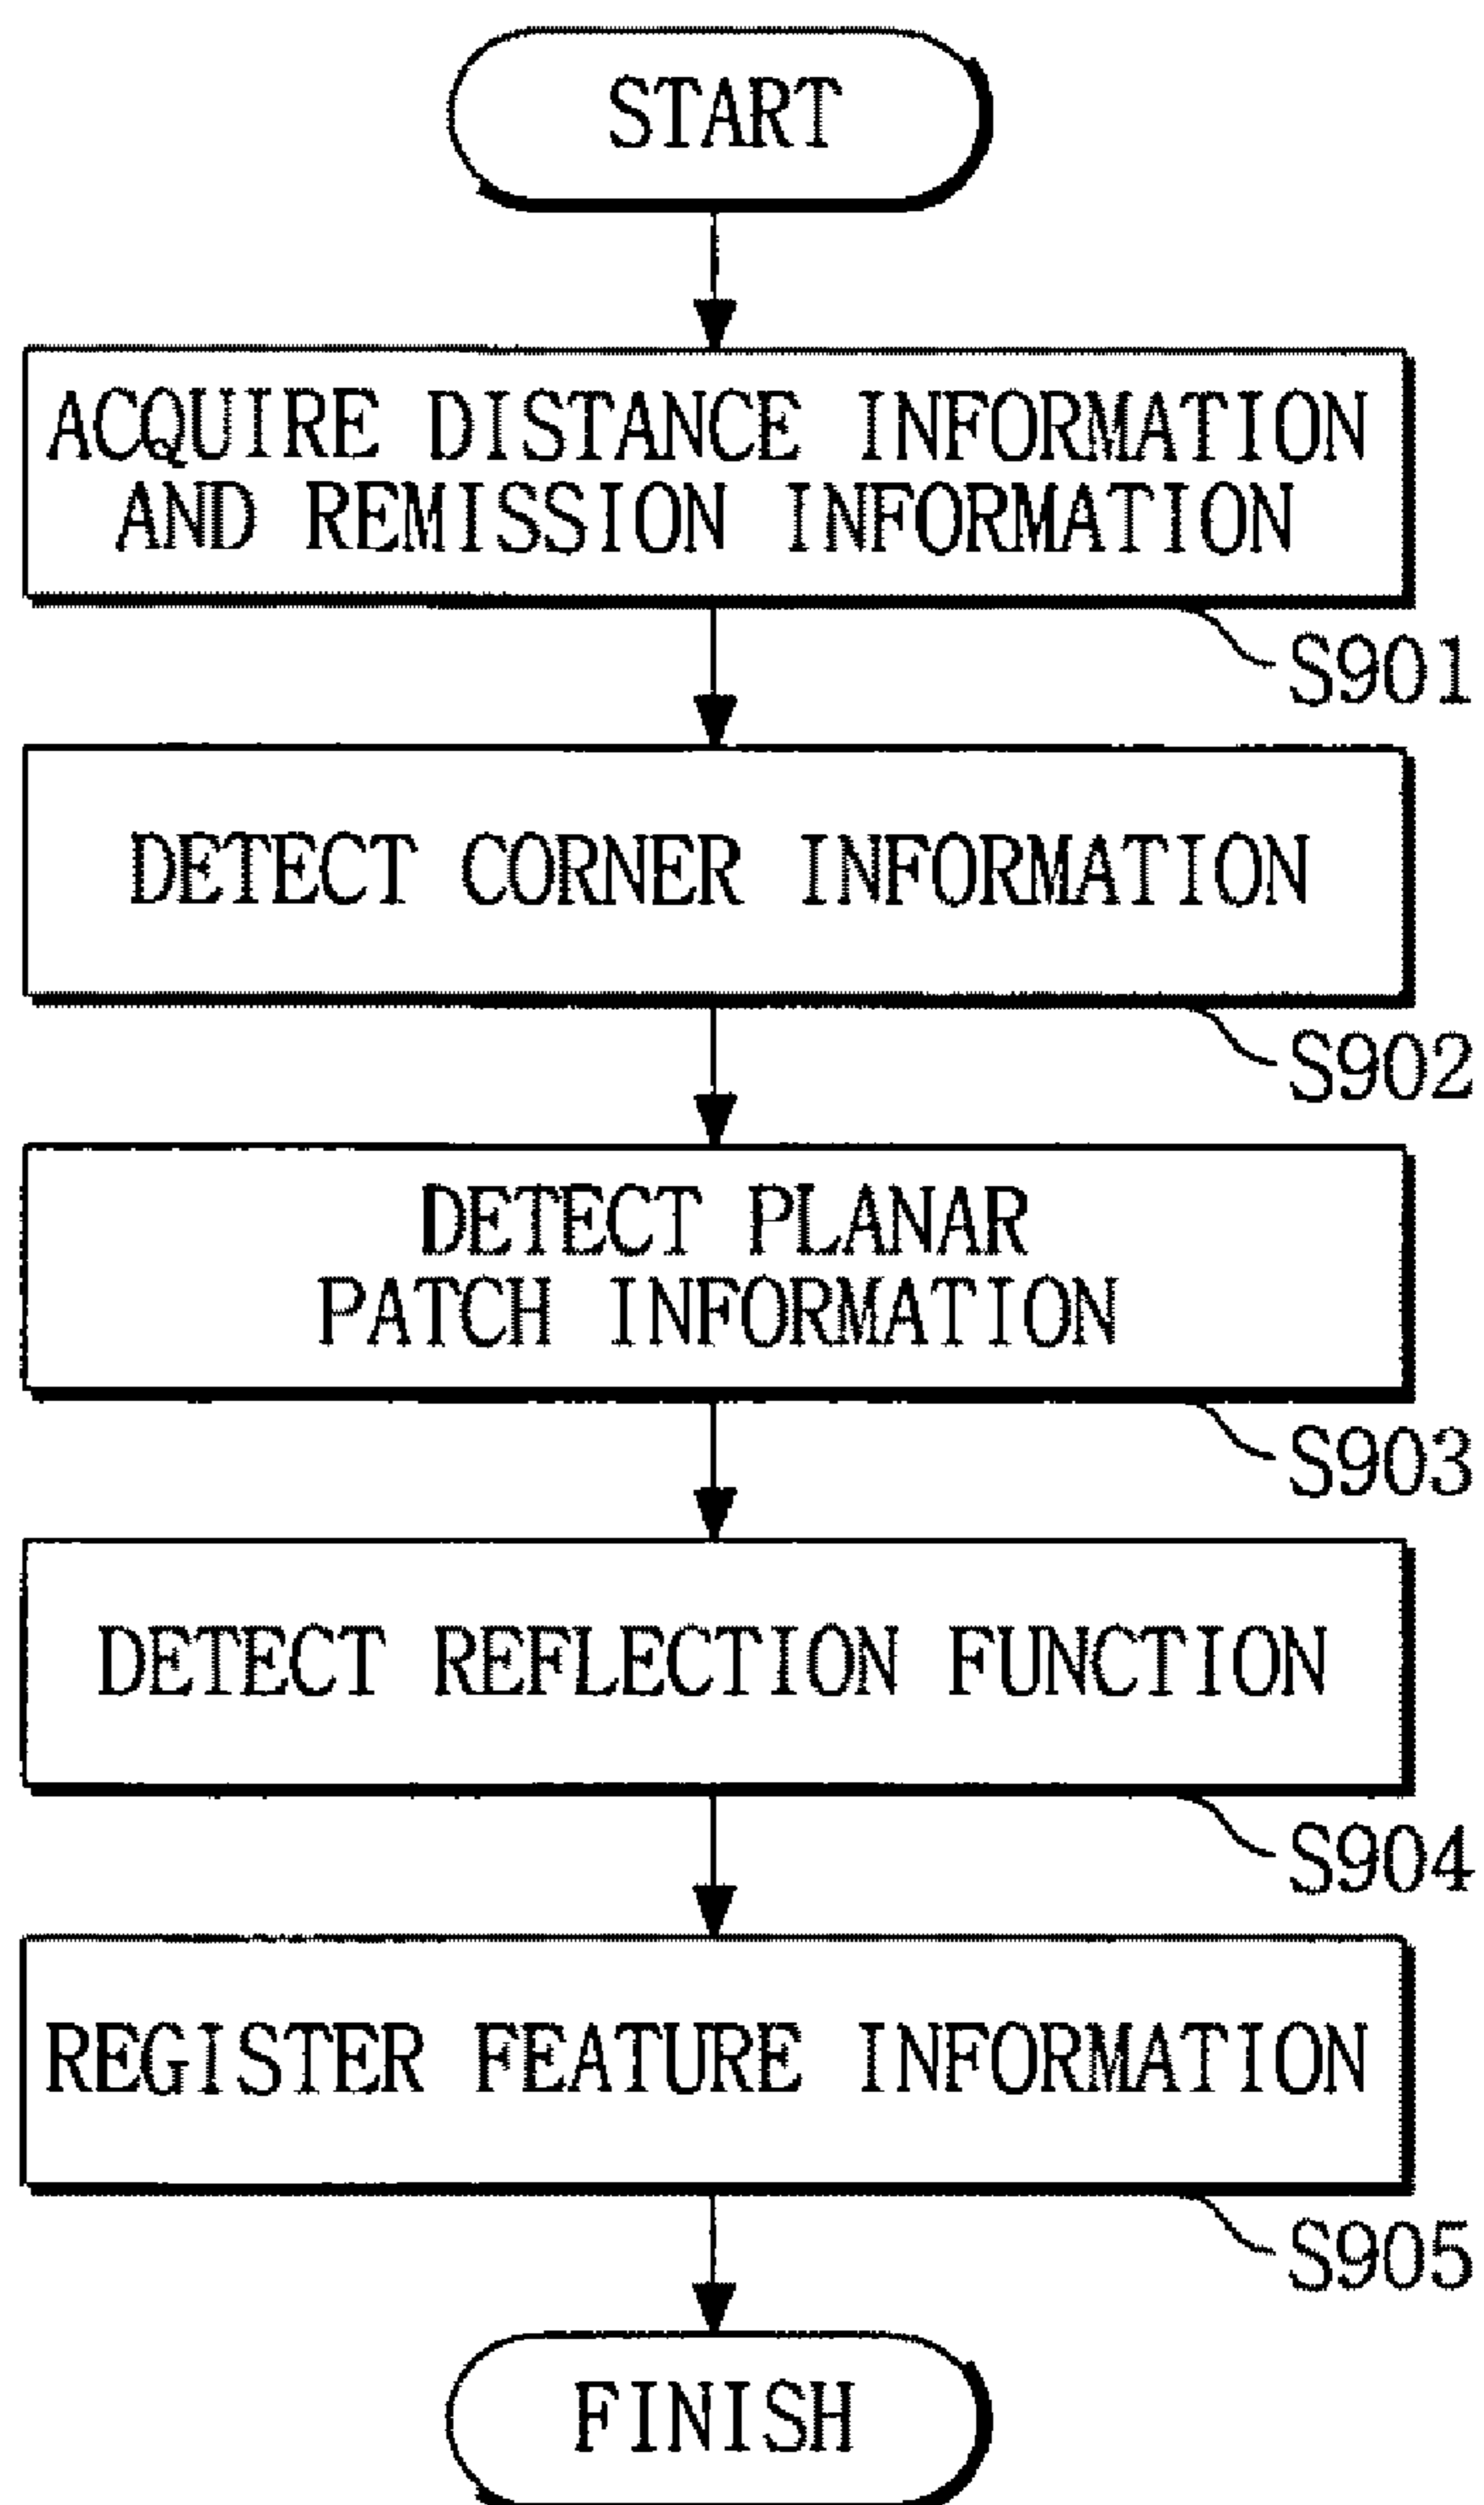 START
ACQUIRE DISTANCE INFORMATION
AND REMISSION INFORMATION
S901
DETECT CORNER INFORMATION
S902
DETECT PLANAR
PATCH INFORMATION
S903
DETECT REFLECTION FUNCTION
S904
REGISTER FEATURE INFORMATION
S905
FINISH